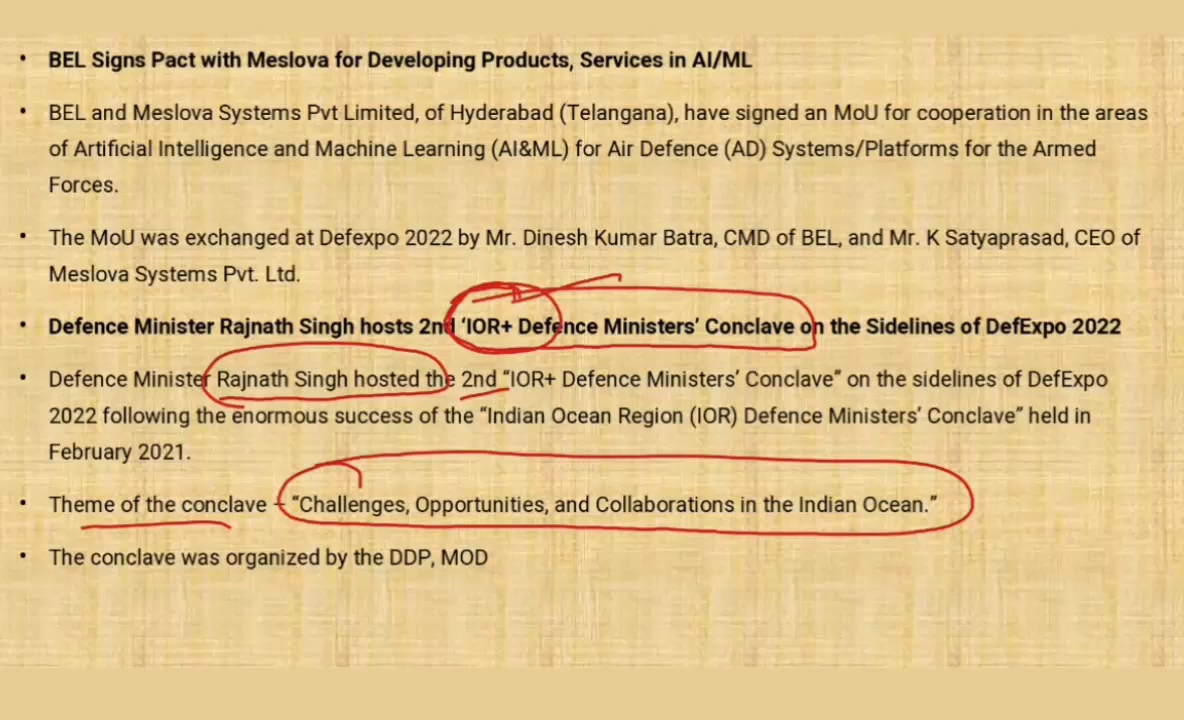 • BEL Signs Pact with Meslova for Developing Products, Services in AI/ML
• BEL and Meslova Systems Pvt Limited, of Hyderabad (Telangana), have signed an MoU for cooperation in the areas
of Artificial Intelligence and Machine Learning (AI&ML) for Air Defence (AD) Systems/Platforms for the Armed
Forces.
• The MoU was exchanged at Defexpo 2022 by Mr. Dinesh Kumar Batra, CMD of BEL, and Mr. K Satyaprasad, CEO of
Meslova Systems Pvt. Ltd.
• Defence Minister Rajnath Singh hosts 2nd ‘IOR+ Defence Ministers’ Conclave on the Sidelines of DefExpo 2022
• Defence Minister Rajnath Singh hosted the 2nd “IOR+ Defence Ministers’ Conclave” on the sidelines of DefExpo
2022 following the enormous success of the “Indian Ocean Region (IOR) Defence Ministers’ Conclave” held in
February 2021.
• Theme of the conclave – “Challenges, Opportunities, and Collaborations in the Indian Ocean.”
• The conclave was organized by the DDP, MOD